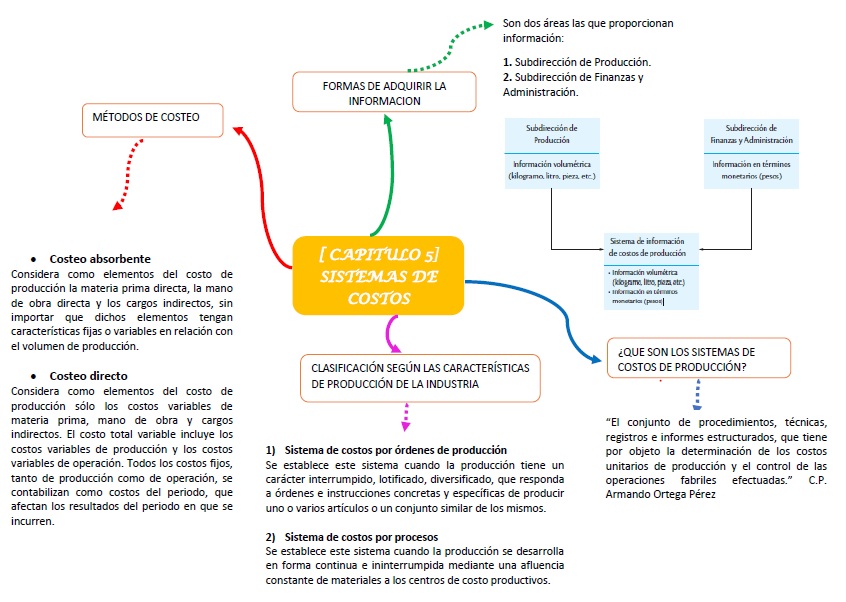 Son dos áreas las que proporcionan
información:
1. Subdirección de Producción.
2. Subdirección de Finanzas y
Administración.
FORMAS DE ADQUIRIR LA
INFORMACION
MÉTODOS DE COSTEO
Subdirección de
Producción
Información volumétrica
(kilogramo, litro, pieza, etc.)
Subdirección de
Finanzas y Administración
Información en términos
monetarios (pesos)
Sistema de información
de costos de producción
• Información volumétrica
(kilogramo, litro, pieza, etc.)
• Información en términos
monetarios (pesos)
[ CAPITULO 5]
SISTEMAS DE
COSTOS
• Costeo absorbente
Considera como elementos del costo de
producción la materia prima directa, la mano
de obra directa y los cargos indirectos, sin
importar que dichos elementos tengan
características fijas o variables en relación con
el volumen de producción.
• Costeo directo
Considera como elementos del costo de
producción sólo los costos variables de
materia prima, mano de obra y cargos
indirectos. El costo total variable incluye los
costos variables de producción y los costos
variables de operación. Todos los costos fijos,
tanto de producción como de operación, se
contabilizan como costos del periodo, que
afectan los resultados del periodo en que se
incurren.
CLASIFICACIÓN SEGÚN LAS CARACTERÍSTICAS
DE PRODUCCIÓN DE LA INDUSTRIA
1) Sistema de costos por órdenes de producción
Se establece este sistema cuando la producción tiene un
carácter interrumpido, lotificado, diversificado, que responda
a órdenes e instrucciones concretas y específicas de producir
uno o varios artículos o un conjunto similar de los mismos.
2) Sistema de costos por procesos
Se establece este sistema cuando la producción se desarrolla
en forma continua e ininterrumpida mediante una afluencia
constante de materiales a los centros de costo productivos.
¿QUE SON LOS SISTEMAS DE
COSTOS DE PRODUCCIÓN?
“El conjunto de procedimientos, técnicas,
registros e informes estructurados, que tiene
por objeto la determinación de los costos
unitarios de producción y el control de las
operaciones fabriles efectuadas.” C.P.
Armando Ortega Pérez